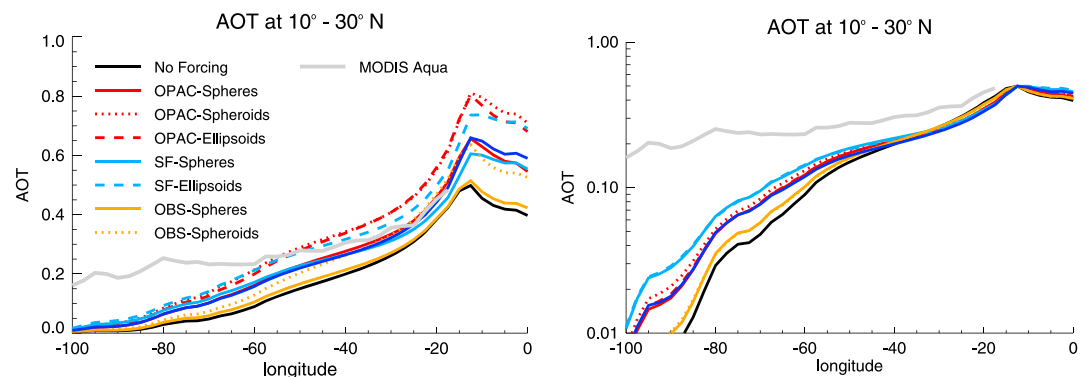 AOT at 10° - 30° N
1.0
0.8
0.6
0.4
0.2
0.0
AOT
No Forcing
OPAC-Spheres
OPAC-Spheroids
OPAC-Ellipsoids
SF-Spheres
SF-Ellipsoids
OBS-Spheres
OBS-Spheroids
MODIS Aqua
-100 -80 -60 -40 -20 0
longitude
AOT at 10° - 30° N
1.00
0.10
0.01
AOT
-100 -80 -60 -40 -20 0
longitude